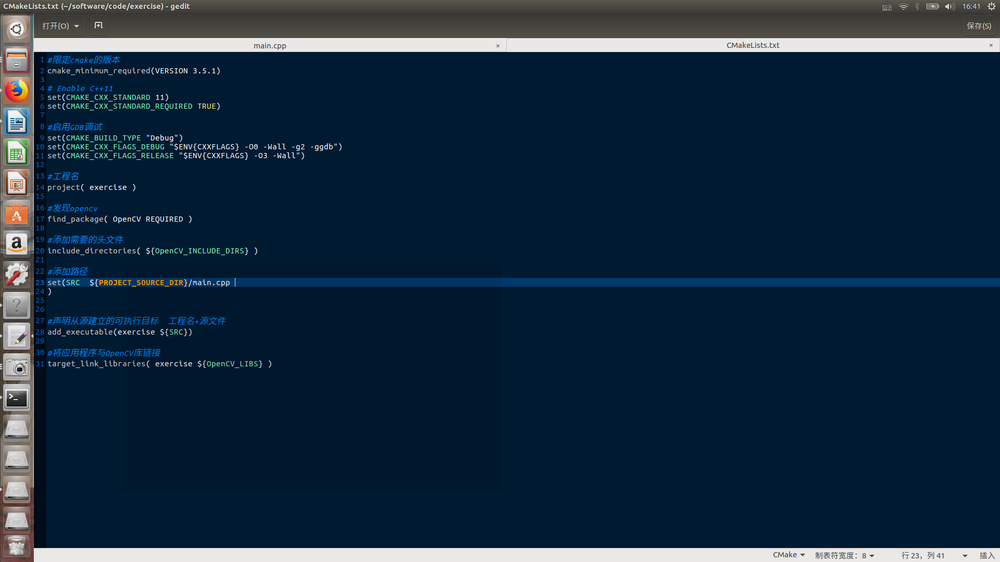 CMakeLists.txt (~/software/code/exercise) - gedit
16:41
打开(O)
保存(S)
main.cpp
CMakeLists.txt
1 #限定cmake的版本
2 cmake_minimum_required(VERSION 3.5.1)
3
4 # Enable C++11
5 set(CMAKE_CXX_STANDARD 11)
6 set(CMAKE_CXX_STANDARD_REQUIRED TRUE)
7
8 #启用GDB调试
9 set(CMAKE_BUILD_TYPE "Debug")
10 set(CMAKE_CXX_FLAGS_DEBUG "$ENV{CXXFLAGS} -O0 -Wall -g2 -ggdb")
11 set(CMAKE_CXX_FLAGS_RELEASE "$ENV{CXXFLAGS} -O3 -Wall")
12
13 #工程名
14 project( exercise )
15
16 #发现opencv
17 find_package( OpenCV REQUIRED )
18
19 #添加需要的头文件
20 include_directories( ${OpenCV_INCLUDE_DIRS} )
21
22 #添加路径
23 set(SRC  ${PROJECT_SOURCE_DIR}/main.cpp
24 )
25
26
27 #声明从源建立的可执行目标  工程名+源文件
28 add_executable(exercise ${SRC})
29
30 #将应用程序与OpenCV库链接
31 target_link_libraries( exercise ${OpenCV_LIBS} )
CMake
制表符宽度：8
行 23，列 41
插入